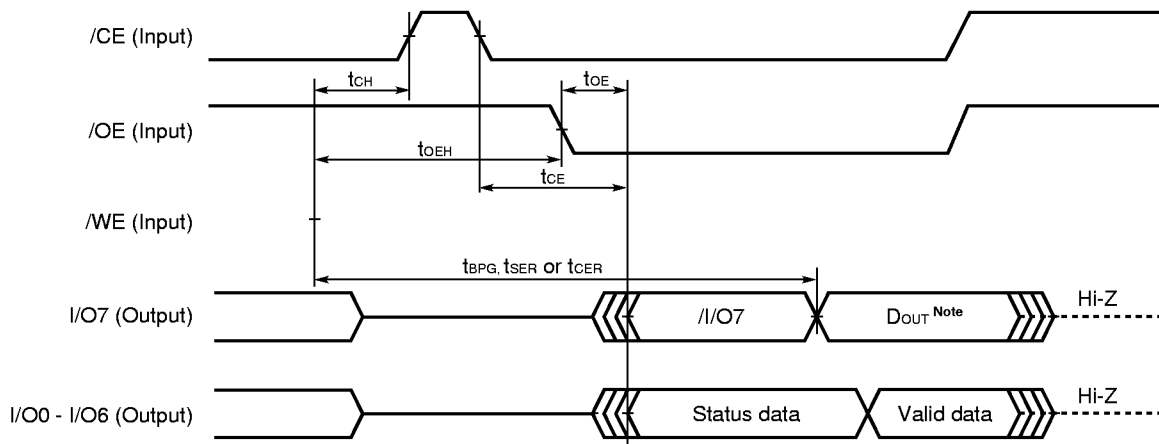 /CE (Input)
tCH
tOE
/OE (Input)
tOEH
tCE
/WE (Input)
tBPG, tSER or tCER
I/O7 (Output)
/I/O7
DOUT Note
Hi-Z
I/O0 - I/O6 (Output)
Status data
Valid data
Hi-Z